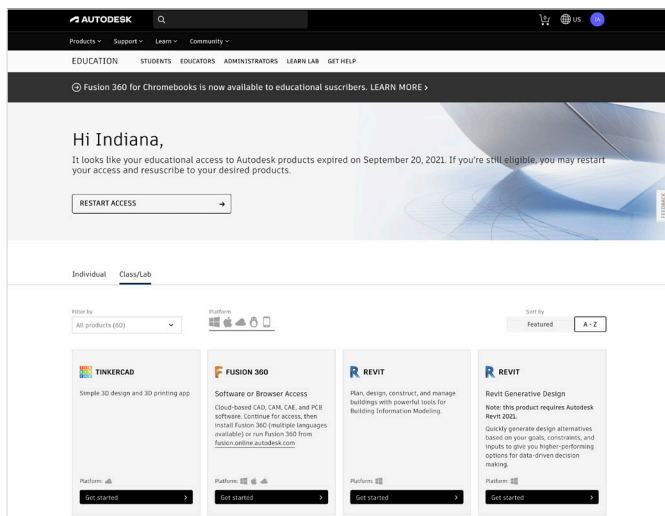 AUTODESK
0
US
IA
Products
Support
Learn
Community
EDUCATION
STUDENTS
EDUCATORS
ADMINISTRATORS
LEARN LAB
GET HELP
Fusion 360 for Chromebooks is now available to educational suscribers. LEARN MORE >
Hi Indiana,
It looks like your educational access to Autodesk products expired on September 20, 2021. If you're still eligible, you may restart
your access and resuscribe to your desired products.
RESTART ACCESS
FEEDBACK
Individual
Class/Lab
Filter by
All products (60)
Platform
Sort by
Featured
A - Z
TINKERCAD
Simple 3D design and 3D printing app
Platform:
Get started
FUSION 360
Software or Browser Access
Cloud-based CAD, CAM, CAE, and PCB
software. Continue for access, then
install Fusion 360 (multiple languages
available) or run Fusion 360 from
fusion.online.autodesk.com
Platform:
Get started
REVIT
Plan, design, construct, and manage
buildings with powerful tools for
Building Information Modeling.
Platform:
Get started
REVIT
Revit Generative Design
Note: this product requires Autodesk
Revit 2021.
Quickly generate design alternatives
based on your goals, constraints, and
inputs to give you higher-performing
options for data-driven decision
making.
Platform:
Get started